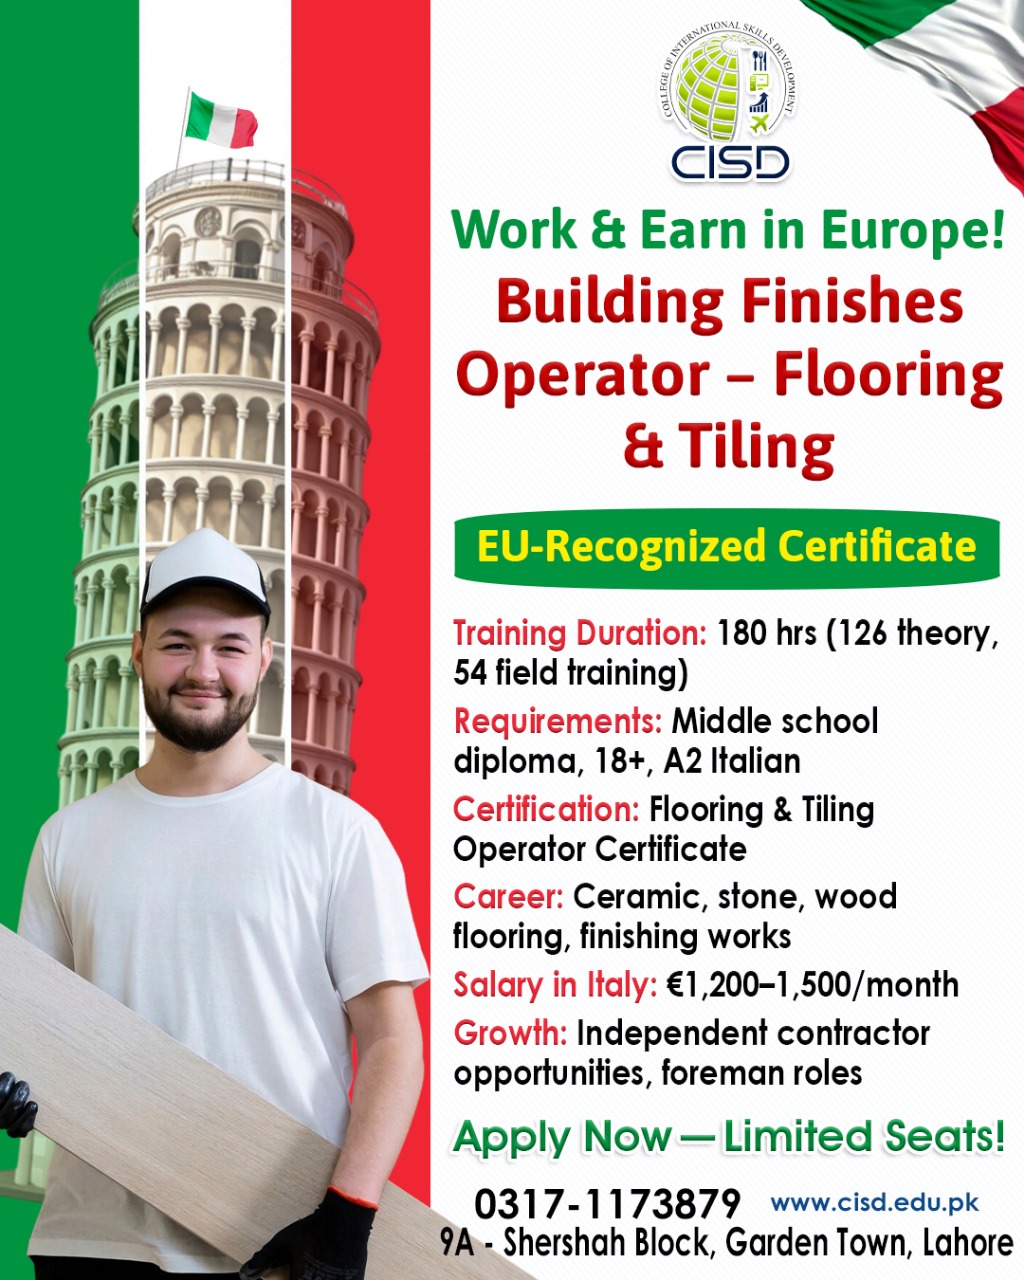 COLLEGE OF INTERNATIONAL SKILLS DEVELOPMENT
CISD
Work & Earn in Europe!
Building Finishes
Operator – Flooring
& Tiling
EU-Recognized Certificate
Training Duration: 180 hrs (126 theory,
54 field training)
Requirements: Middle school
diploma, 18+, A2 Italian
Certification: Flooring & Tiling
Operator Certificate
Career: Ceramic, stone, wood
flooring, finishing works
Salary in Italy: €1,200–1,500/month
Growth: Independent contractor
opportunities, foreman roles
Apply Now — Limited Seats!
0317-1173879 www.cisd.edu.pk
9A - Shershah Block, Garden Town, Lahore